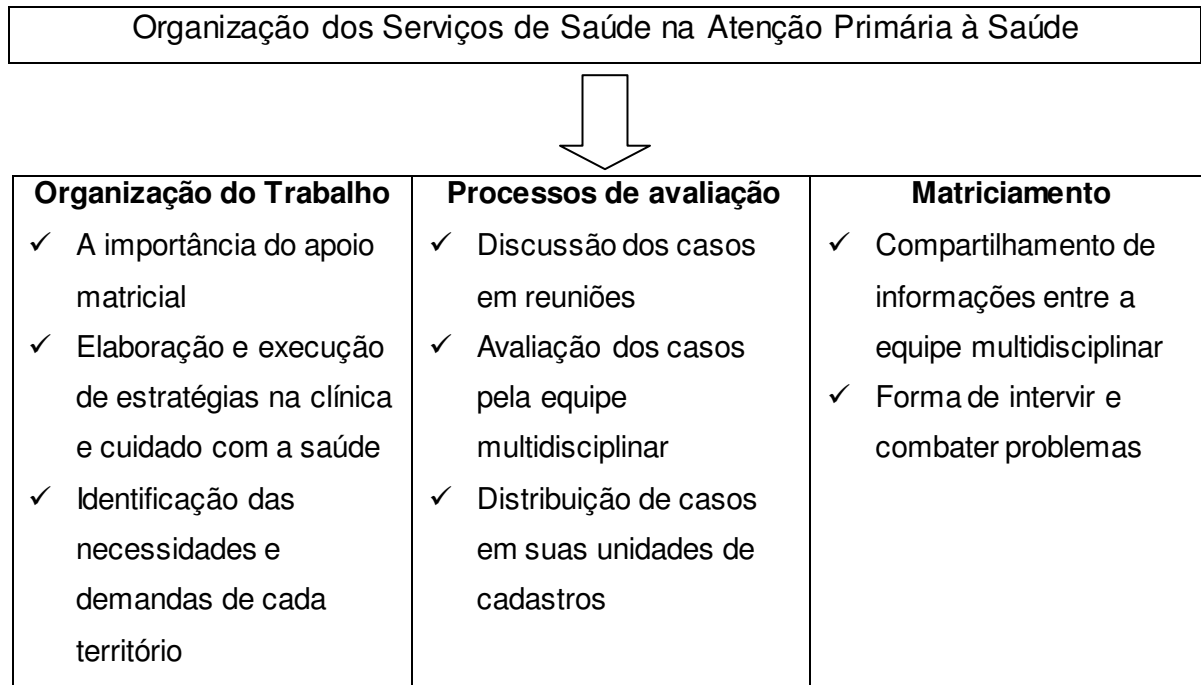 Organização dos Serviços de Saúde na Atenção Primária à Saúde
Organização do Trabalho
✓ A importância do apoio
matricial
✓ Elaboração e execução
de estratégias na clínica
e cuidado com a saúde
✓ Identificação das
necessidades e
demandas de cada
território
Processos de avaliação
✓ Discussão dos casos
em reuniões
✓ Avaliação dos casos
pela equipe
multidisciplinar
✓ Distribuição de casos
em suas unidades de
cadastros
Matriciamento
✓ Compartilhamento de
informações entre a
equipe multidisciplinar
✓ Forma de intervir e
combater problemas